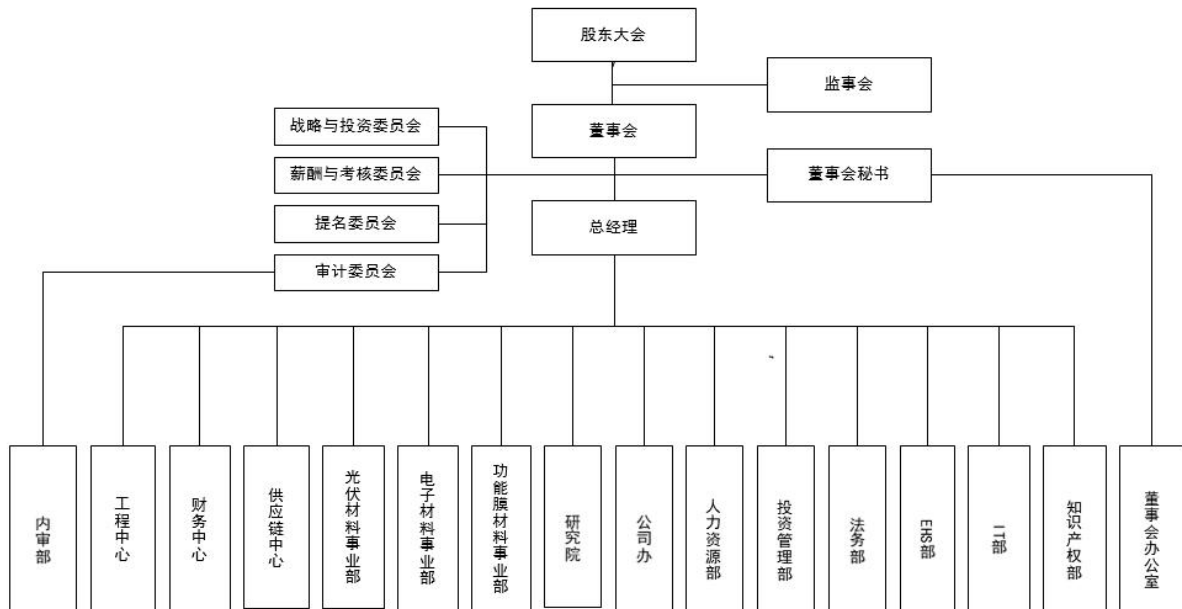 股东大会
监事会
董事会
战略与投资委员会
薪酬与考核委员会
董事会秘书
提名委员会
总经理
审计委员会
内审部
工程中心
财务中心
供应链中心
光伏材料事业部
电子材料事业部
功能膜材料事业部
研究院
公司办
人力资源部
投资管理部
法务部
EHS部
IT部
知识产权部
董事会办公室